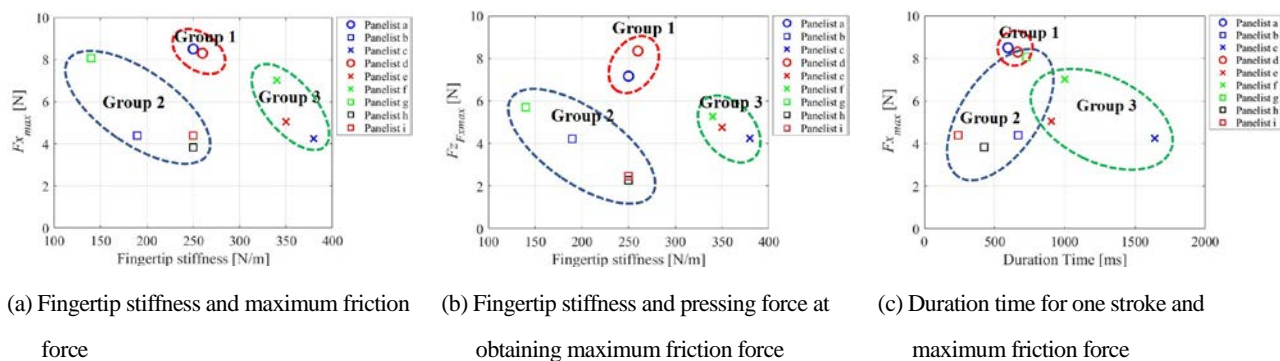 10
8
6
4
2
0
Fx_max [N]
100 150 200 250 300 350 400
Fingertip stiffness [N/m]
Group 1
Group 2
Group 3
Panelist a
Panelist b
Panelist c
Panelist d
Panelist e
Panelist f
Panelist g
Panelist h
Panelist i
(a) Fingertip stiffness and maximum friction
force
10
8
6
4
2
0
Fz_Fxmax [N]
100 150 200 250 300 350 400
Fingertip stiffness [N/m]
Group 1
Group 2
Group 3
Panelist a
Panelist b
Panelist c
Panelist d
Panelist e
Panelist f
Panelist g
Panelist h
Panelist i
(b) Fingertip stiffness and pressing force at
obtaining maximum friction force
10
8
6
4
2
0
Fx_max [N]
0 500 1000 1500 2000
Duration Time [ms]
Group 1
Group 2
Group 3
Panelist a
Panelist b
Panelist c
Panelist d
Panelist e
Panelist f
Panelist g
Panelist h
Panelist i
(c) Duration time for one stroke and
maximum friction force